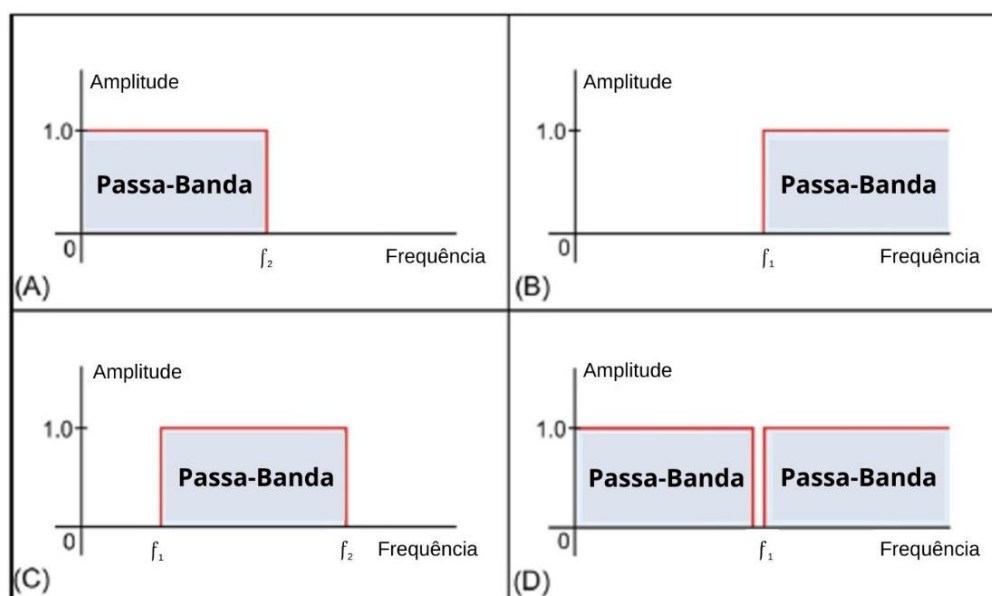 Amplitude
1.0
Passa-Banda
0
f₂
Frequência
(A)
Amplitude
1.0
Passa-Banda
0
f₁
Frequência
(B)
Amplitude
1.0
Passa-Banda
0
f₁
f₂
Frequência
(C)
Amplitude
1.0
Passa-Banda
Passa-Banda
0
f₁
Frequência
(D)